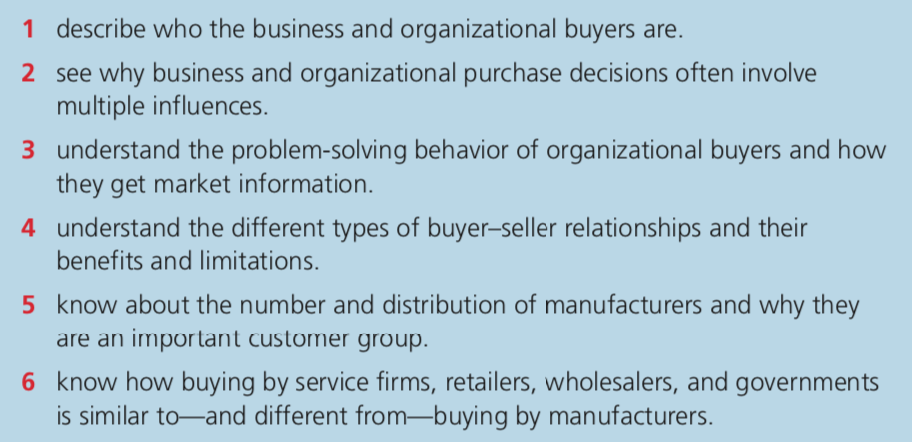 1 describe who the business and organizational buyers are.
2 see why business and organizational purchase decisions often involve
multiple influences.
3 understand the problem-solving behavior of organizational buyers and how
they get market information.
4 understand the different types of buyer–seller relationships and their
benefits and limitations.
5 know about the number and distribution of manufacturers and why they
are an important customer group.
6 know how buying by service firms, retailers, wholesalers, and governments
is similar to—and different from—buying by manufacturers.